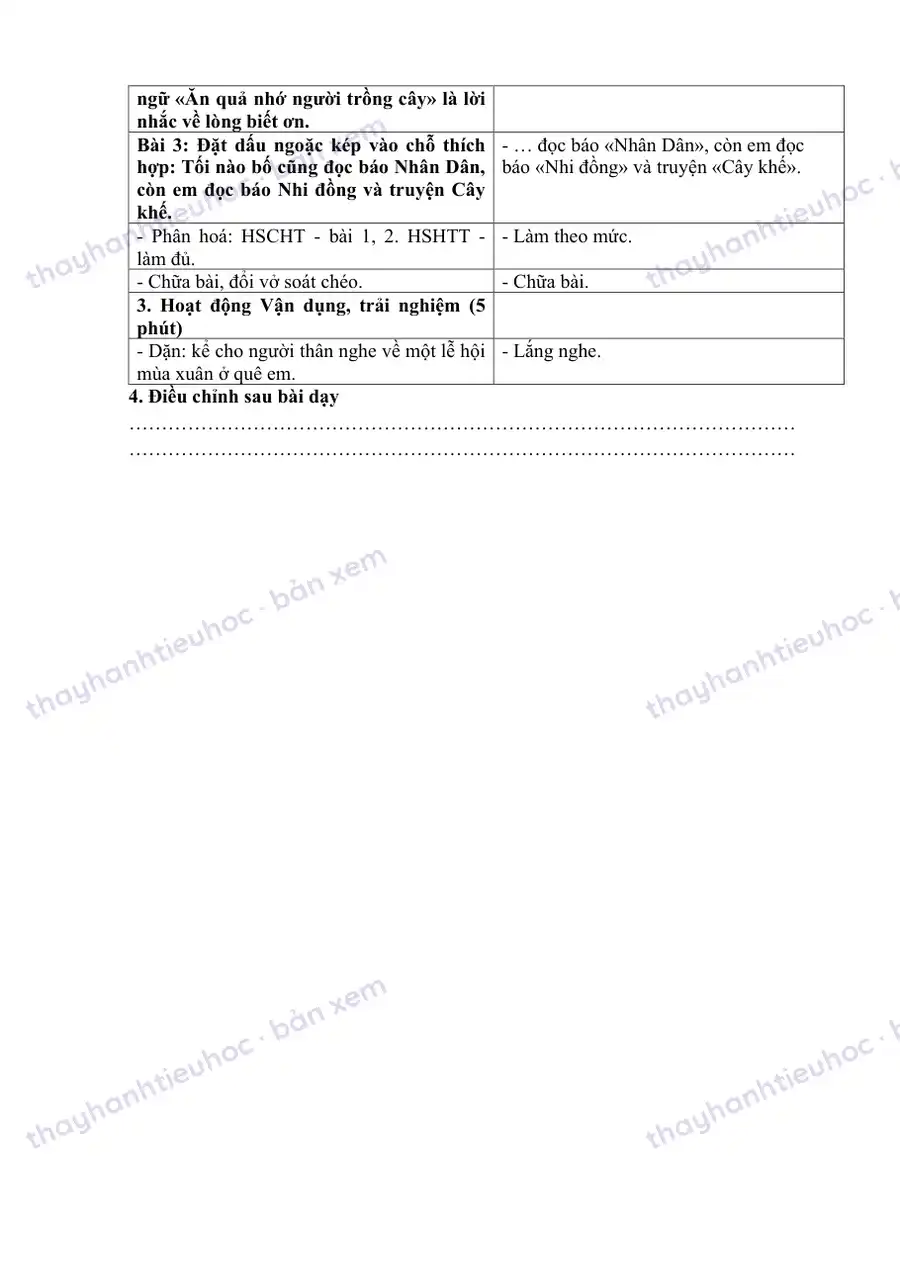 ngữ «Ăn quả nhớ người trồng cây» là lời
nhắc về lòng biết ơn.
Bài 3: Đặt dấu ngoặc kép vào chỗ thích
hợp: Tối nào bố cũng đọc báo Nhân Dân,
còn em đọc báo Nhi đồng và truyện Cây
khế.
- … đọc báo «Nhân Dân», còn em đọc
báo «Nhi đồng» và truyện «Cây khế».
- Phân hoá: HSCHT - bài 1, 2. HSHTT -
làm đủ.
- Làm theo mức.
- Chữa bài, đổi vở soát chéo.
- Chữa bài.
3. Hoạt động Vận dụng, trải nghiệm (5
phút)
- Dặn: kể cho người thân nghe về một lễ hội
mùa xuân ở quê em.
- Lắng nghe.
4. Điều chỉnh sau bài dạy
…………………………………………………………………………………………
…………………………………………………………………………………………
thayhanhtieuhoc · bản xem
thayhanhtieuhoc · b
thayhanhtieuhoc · bản xem
thayhanhtieuhoc · b
thayhanhtieuhoc · bản xem
thayhanhtieuhoc · b